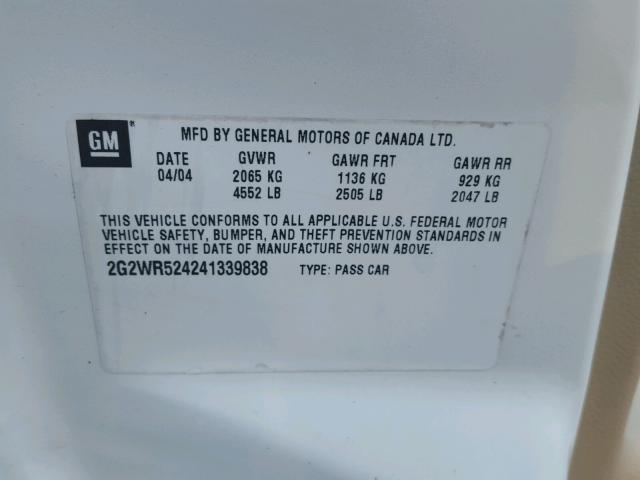 GM®
MFD BY GENERAL MOTORS OF CANADA LTD.
DATE GVWR GAWR FRT GAWR RR
04/04 2065 KG 1136 KG 929 KG
4552 LB 2505 LB 2047 LB
THIS VEHICLE CONFORMS TO ALL APPLICABLE U.S. FEDERAL MOTOR
VEHICLE SAFETY, BUMPER, AND THEFT PREVENTION STANDARDS IN
EFFECT ON THE DATE OF MANUFACTURE SHOWN ABOVE.
2G2WR524241339838 TYPE: PASS CAR